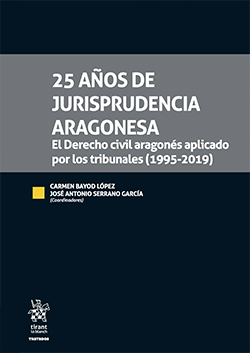 25 AÑOS DE
JURISPRUDENCIA
ARAGONESA
El Derecho civil aragonés aplicado
por los tribunales (1995-2019)
CARMEN BAYOD LÓPEZ
JOSÉ ANTONIO SERRANO GARCÍA
(Coordinadores)
tirant
lo blanch
TRATADOS